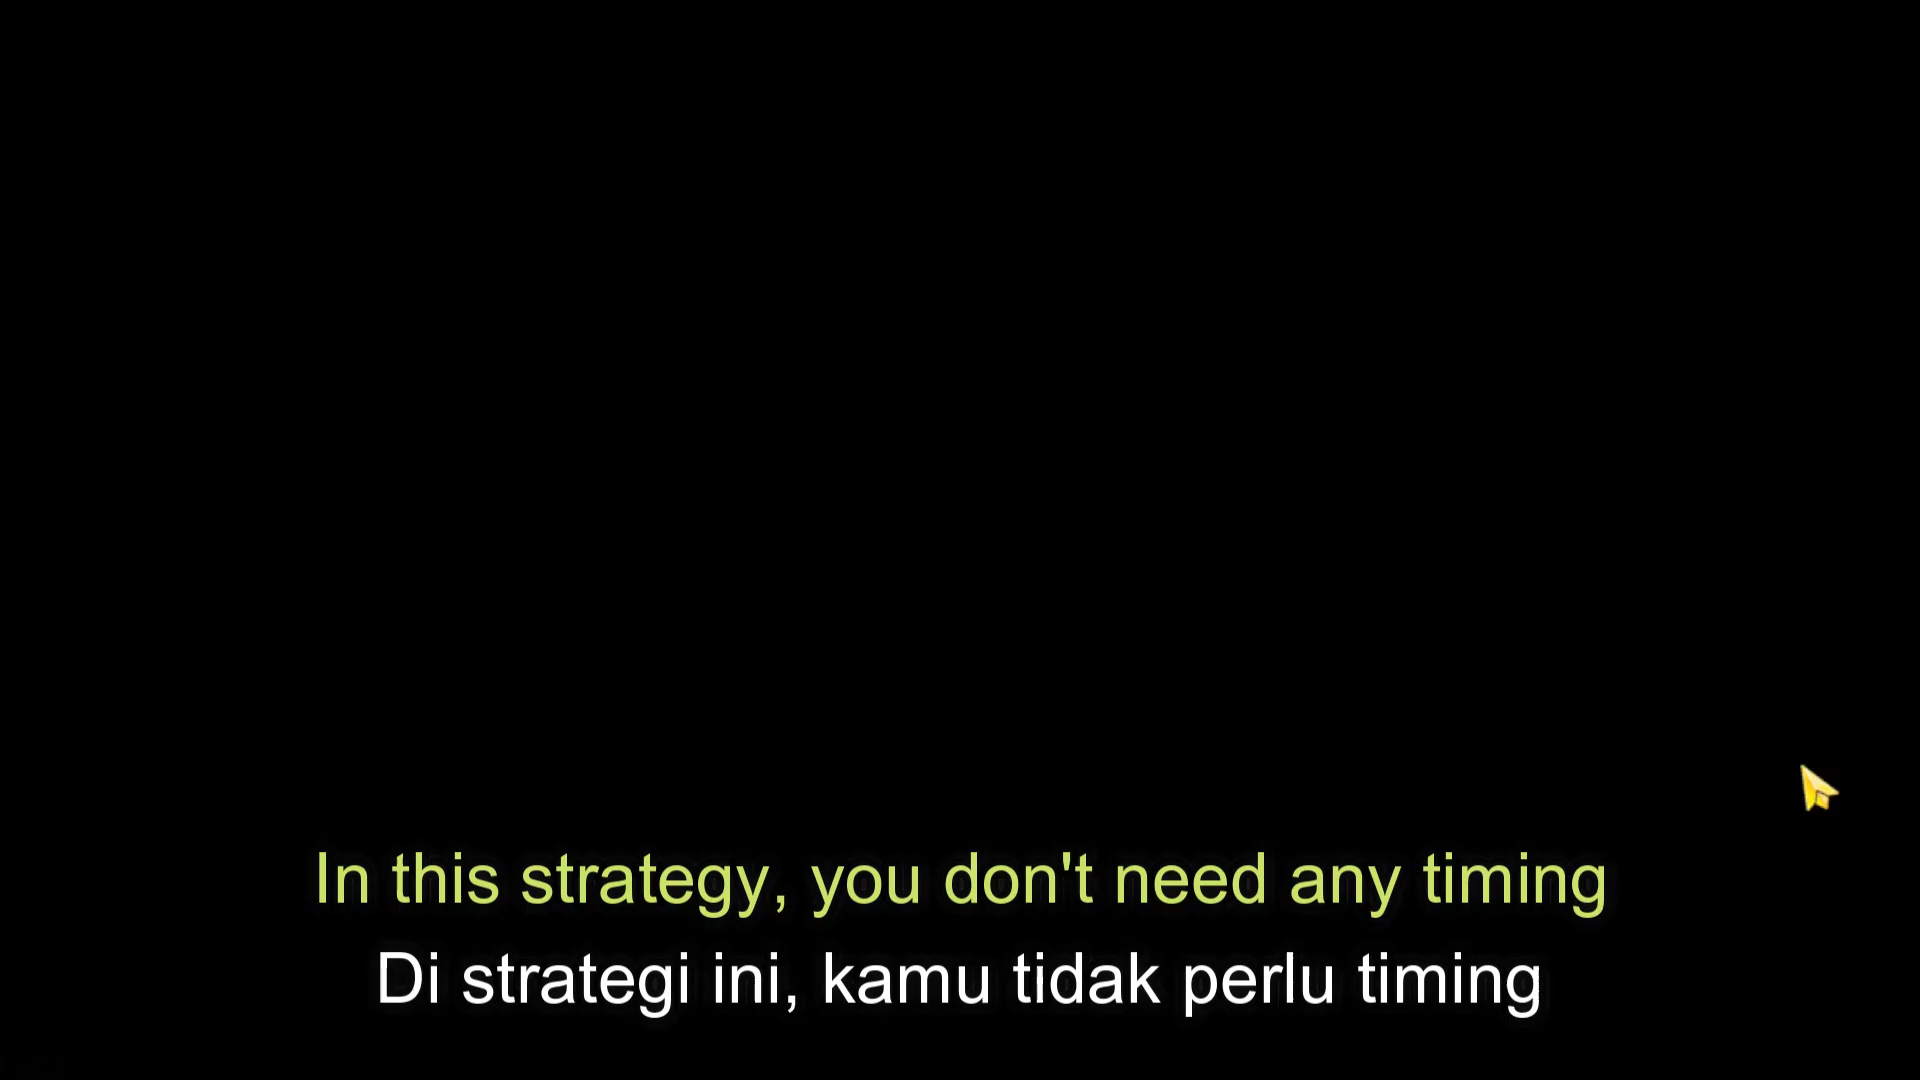 In this strategy, you don't need any timing
Di strategi ini, kamu tidak perlu timing